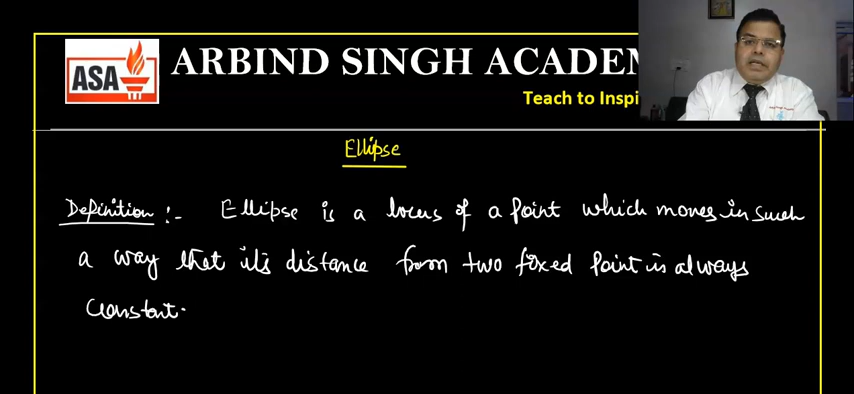 ASA
ARBIND SINGH ACADEM
Teach to Inspi
Ellipse
Definition :- Ellipse is a locus of a point which moves in such
a way that its distance from two fixed point is always
constant.